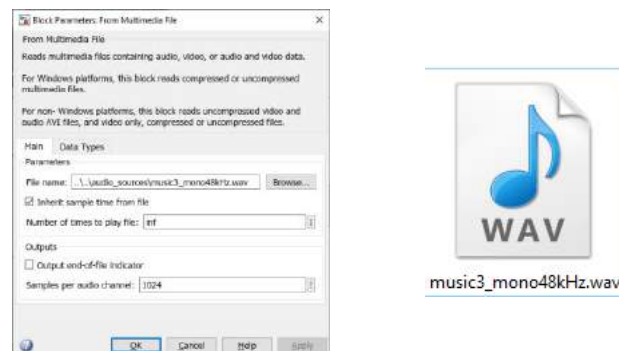 Block Parameters: From Multimedia File
From Multimedia File
Reads multimedia files containing audio, video, or audio and video data.
For Windows platforms, this block reads compressed or uncompressed
multimedia files.
For non- Windows platforms, this block reads uncompressed video and
audio AVI files, and video only, compressed or uncompressed files.
Main Data Types
Parameters
File name: ..\..\audio_sources\music3_mono48kHz.wav Browse...
Inherit sample time from file
Number of times to play file: inf
Outputs
Output end-of-file indicator
Samples per audio channel: 1024
OK Cancel Help Apply
WAV
music3_mono48kHz.wav